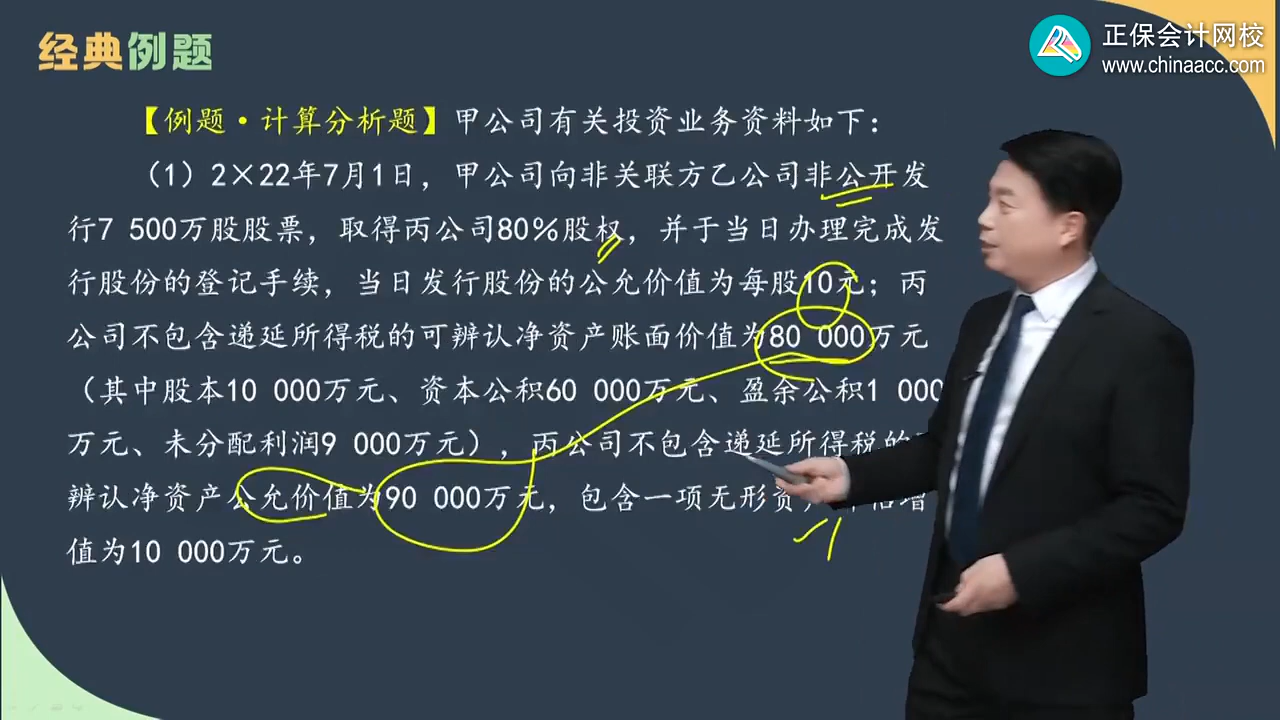 经典例题
正保会计网校
www.chinaacc.com
【例题·计算分析题】甲公司有关投资业务资料如下：
（1）2×22年7月1日，甲公司向非关联方乙公司非公开发
行7 500万股股票，取得丙公司80%股权，并于当日办理完成发
行股份的登记手续，当日发行股份的公允价值为每股10元；丙
公司不包含递延所得税的可辨认净资产账面价值为80 000万元
（其中股本10 000万元、资本公积60 000万元、盈余公积1 000
万元、未分配利润9 000万元），丙公司不包含递延所得税的
辨认净资产公允价值为90 000万元，包含一项无形资 增
值为10 000万元。